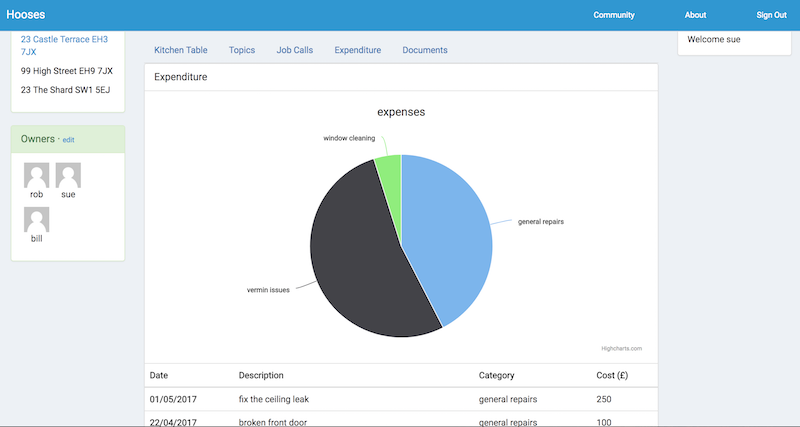 Hooses
Community
About
Sign Out
23 Castle Terrace EH3
7JX
99 High Street EH9 7JX
23 The Shard SW1 5EJ
Owners · edit
rob
sue
bill
Kitchen Table
Topics
Job Calls
Expenditure
Documents
Expenditure
expenses
window cleaning
general repairs
vermin issues
Highcharts.com
Date Description Category Cost (£)
01/05/2017 fix the ceiling leak general repairs 250
22/04/2017 broken front door general repairs 100
Welcome sue